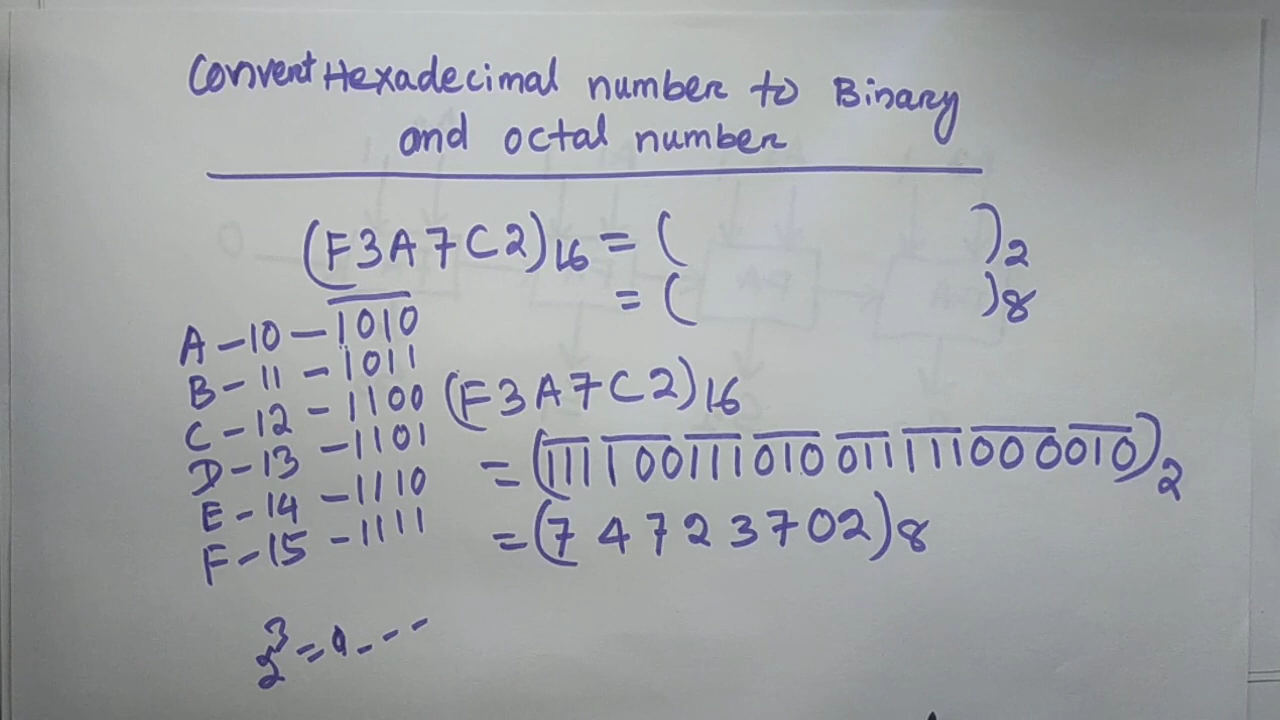 Convert Hexadecimal number to Binary
and octal number
(F3A7C2)16 = ( )2
= ( )8
A - 10 - 1010
B - 11 - 1011
C - 12 - 1100
D - 13 - 1101
E - 14 - 1110
F - 15 - 1111
(F3A7C2)16
= (111100111010011111000010)2
= (74723702)8
2³ =